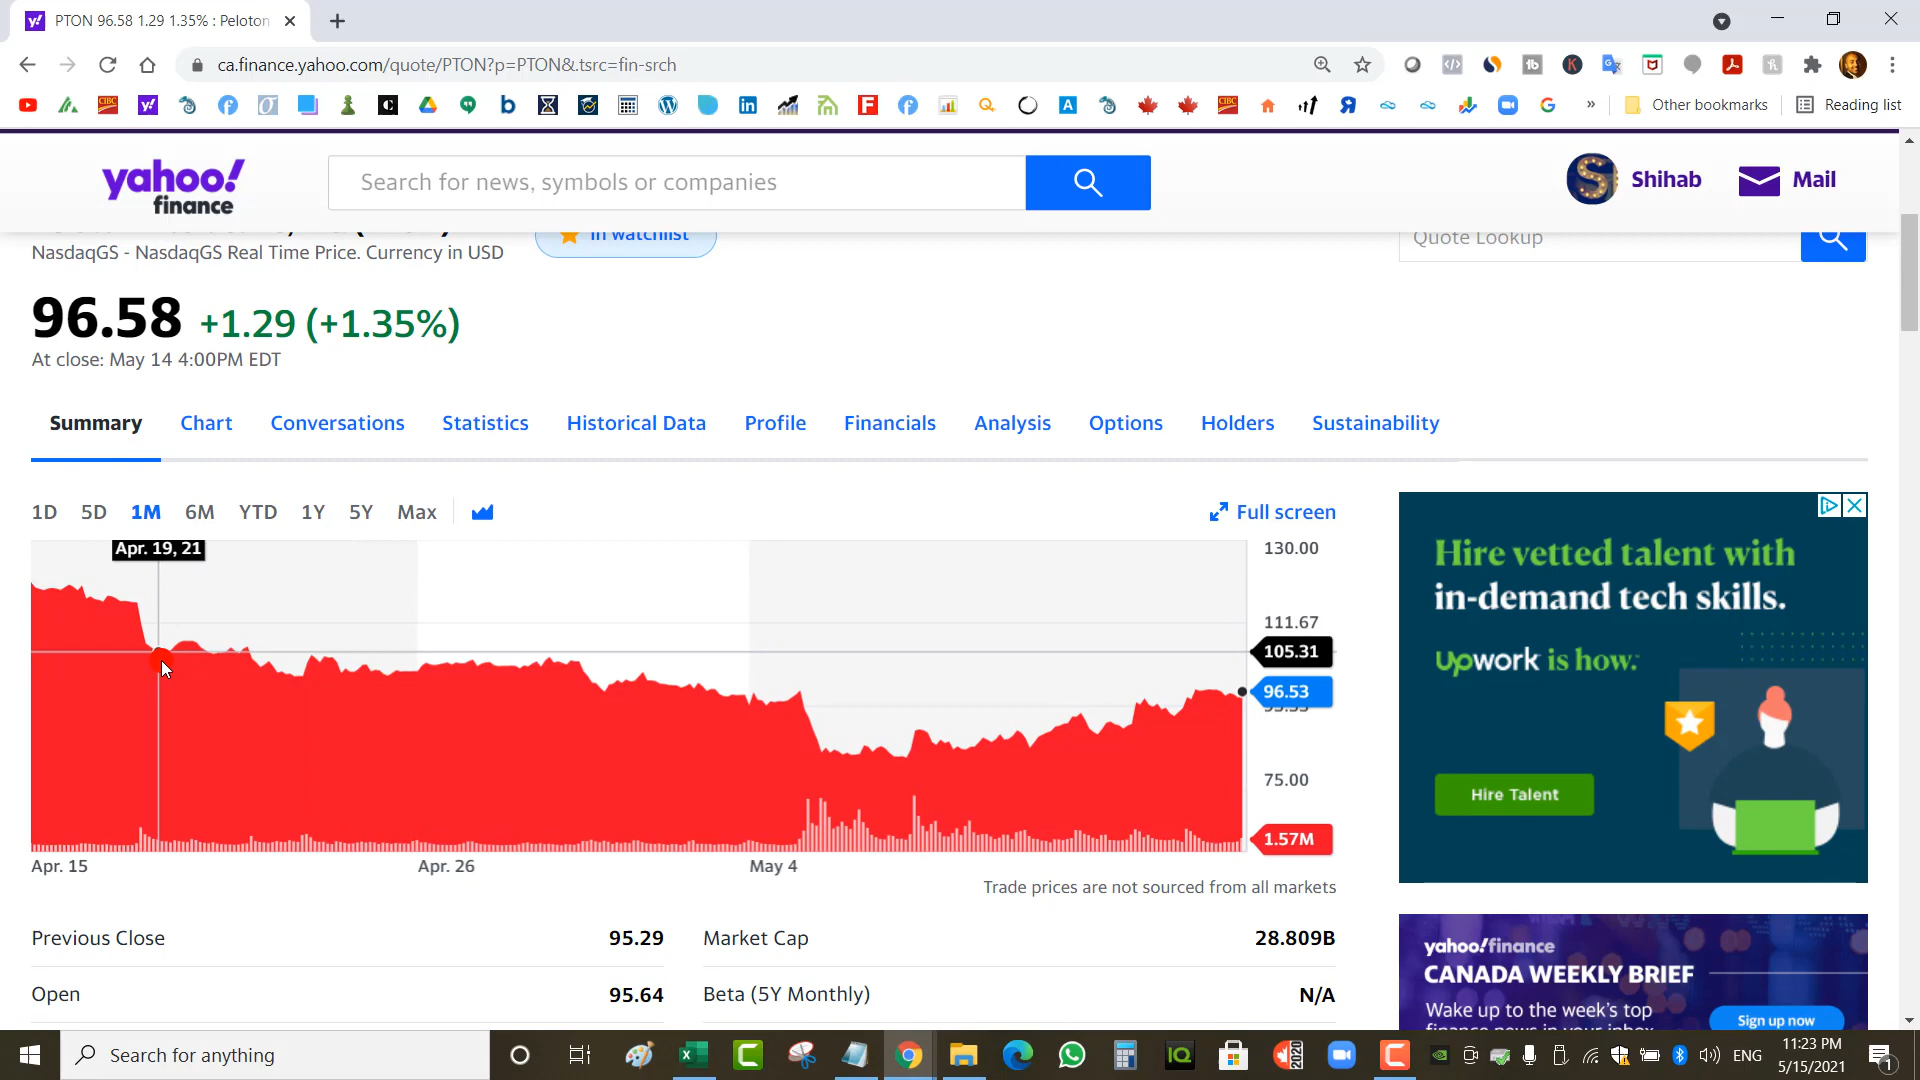 PTON 96.58 1.29 1.35% : Peloton
ca.finance.yahoo.com/quote/PTON?p=PTON&.tsrc=fin-srch
Other bookmarks
Reading list
yahoo!
finance
Search for news, symbols or companies
Shihab
Mail
In watchlist
Quote Lookup
NasdaqGS - NasdaqGS Real Time Price. Currency in USD
96.58 +1.29 (+1.35%)
At close: May 14 4:00PM EDT
Summary Chart Conversations Statistics Historical Data Profile Financials Analysis Options Holders Sustainability
1D 5D 1M 6M YTD 1Y 5Y Max
Full screen
Apr. 19, 21
130.00
111.67
105.31
96.53
75.00
1.57M
Apr. 15
Apr. 26
May 4
Trade prices are not sourced from all markets
Previous Close 95.29
Market Cap 28.809B
Open 95.64
Beta (5Y Monthly) N/A
Hire vetted talent with
in-demand tech skills.
Upwork is how.
Hire Talent
yahoo!finance
CANADA WEEKLY BRIEF
Wake up to the week's top
finance news in your inbox
Sign up now
Search for anything
ENG
11:23 PM
5/15/2021